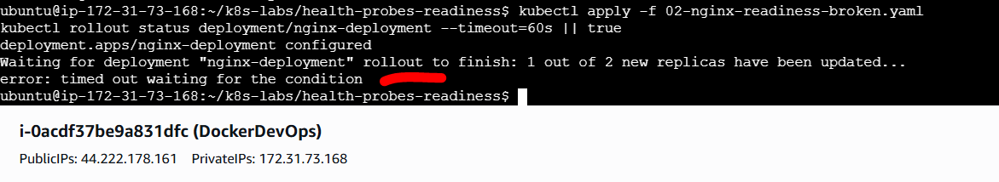 ubuntu@ip-172-31-73-168:~/k8s-labs/health-probes-readiness$ kubectl apply -f 02-nginx-readiness-broken.yaml
kubectl rollout status deployment/nginx-deployment --timeout=60s || true
deployment.apps/nginx-deployment configured
Waiting for deployment "nginx-deployment" rollout to finish: 1 out of 2 new replicas have been updated...
error: timed out waiting for the condition
ubuntu@ip-172-31-73-168:~/k8s-labs/health-probes-readiness$
i-0acdf37be9a831dfc (DockerDevOps)
PublicIPs: 44.222.178.161 PrivateIPs: 172.31.73.168